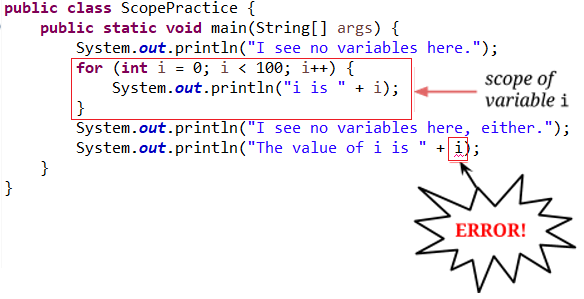 public class ScopePractice {
public static void main(String[] args) {
System.out.println("I see no variables here.");
for (int i = 0; i < 100; i++) {
System.out.println("i is " + i);
}
System.out.println("I see no variables here, either.");
System.out.println("The value of i is " + i);
}
}
scope of
variable i
ERROR!